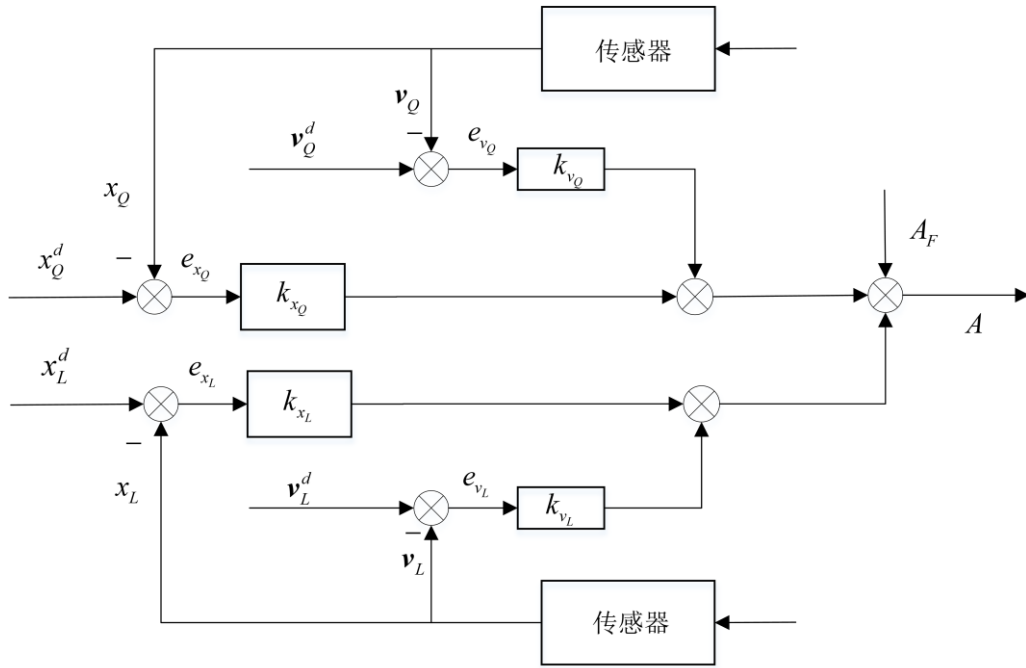 传感器
v_Q
−
v_Q^d
e_{v_Q}
k_{v_Q}
x_Q
A_F
x_Q^d
−
e_{x_Q}
k_{x_Q}
A
x_L^d
e_{x_L}
k_{x_L}
−
x_L
v_L^d
e_{v_L}
k_{v_L}
−
v_L
传感器